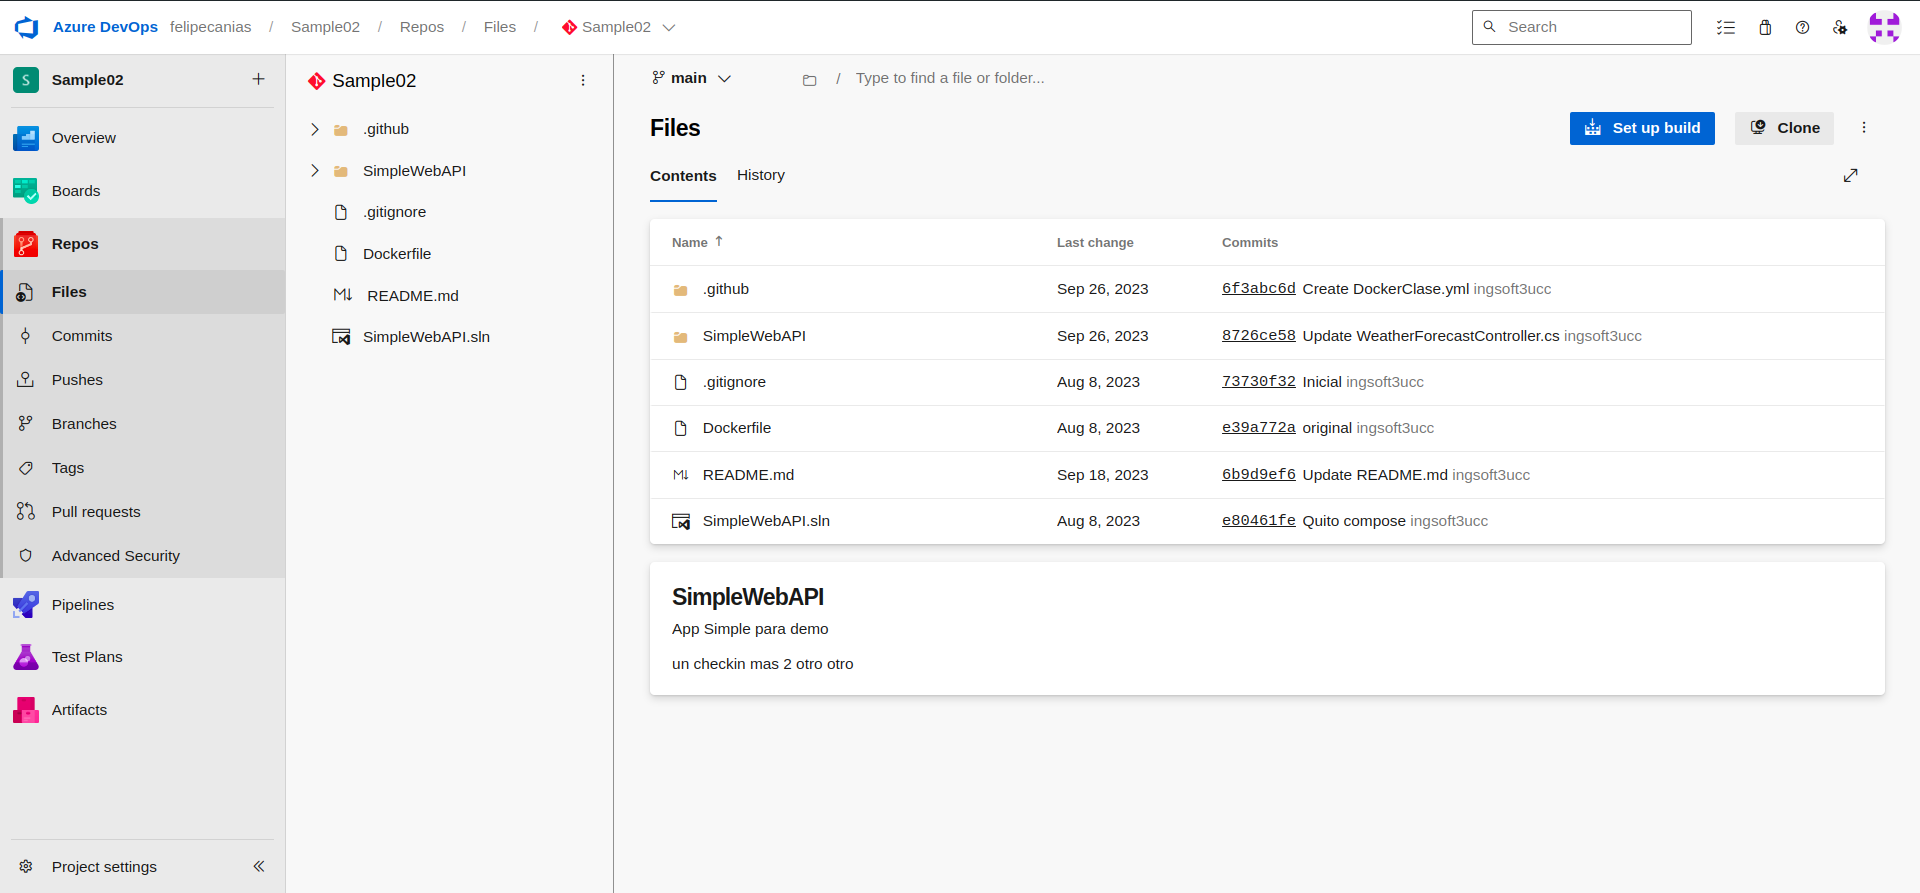 Azure DevOps felipecanias / Sample02 / Repos / Files / Sample02 Search
S Sample02
Overview
Boards
Repos
Files
Commits
Pushes
Branches
Tags
Pull requests
Advanced Security
Pipelines
Test Plans
Artifacts
Project settings
Sample02
.github
SimpleWebAPI
.gitignore
Dockerfile
M↓ README.md
SimpleWebAPI.sln
main / Type to find a file or folder...
Files Set up build Clone
Contents History
Name ↑ Last change Commits
.github Sep 26, 2023 6f3abc6d Create DockerClase.yml ingsoft3ucc
SimpleWebAPI Sep 26, 2023 8726ce58 Update WeatherForecastController.cs ingsoft3ucc
.gitignore Aug 8, 2023 73730f32 Inicial ingsoft3ucc
Dockerfile Aug 8, 2023 e39a772a original ingsoft3ucc
M↓ README.md Sep 18, 2023 6b9d9ef6 Update README.md ingsoft3ucc
SimpleWebAPI.sln Aug 8, 2023 e80461fe Quito compose ingsoft3ucc
SimpleWebAPI
App Simple para demo
un checkin mas 2 otro otro